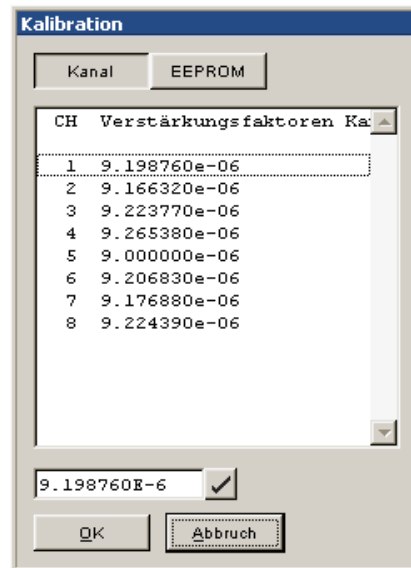 Kalibration
Kanal EEPROM
CH Verstärkungsfaktoren Ka
1 9.198760e-06
2 9.166320e-06
3 9.223770e-06
4 9.265380e-06
5 9.000000e-06
6 9.206830e-06
7 9.176880e-06
8 9.224390e-06
9.198760E-6
OK Abbruch